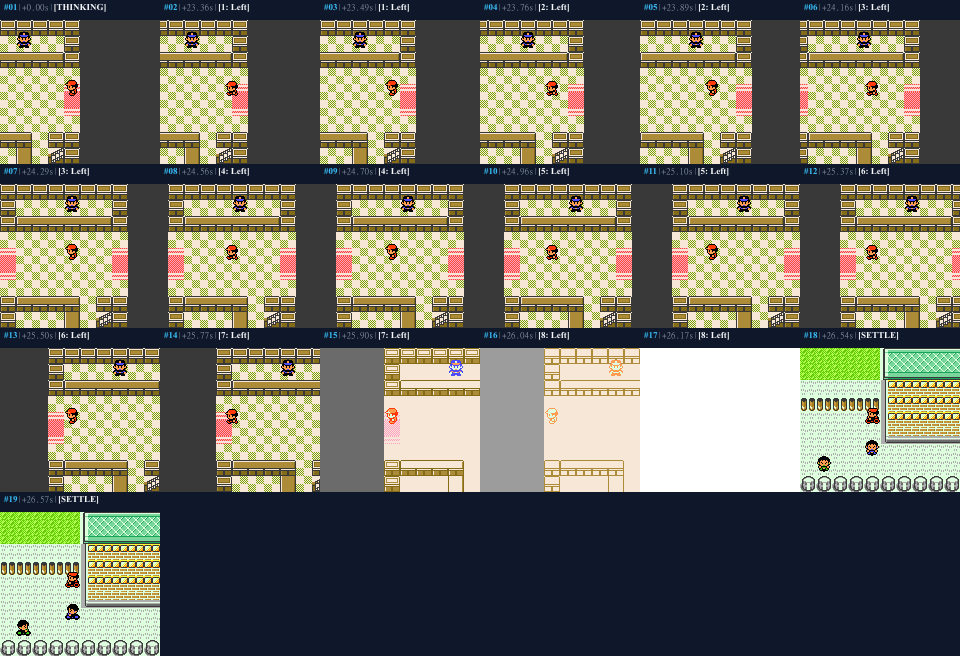 #01|+0.00s|[THINKING] #02|+23.36s|[1: Left] #03|+23.49s|[1: Left] #04|+23.76s|[2: Left] #05|+23.89s|[2: Left] #06|+24.16s|[3: Left]
#07|+24.29s|[3: Left] #08|+24.56s|[4: Left] #09|+24.70s|[4: Left] #10|+24.96s|[5: Left] #11|+25.10s|[5: Left] #12|+25.37s|[6: Left]
#13|+25.50s|[6: Left] #14|+25.77s|[7: Left] #15|+25.90s|[7: Left] #16|+26.04s|[8: Left] #17|+26.17s|[8: Left] #18|+26.54s|[SETTLE]
#19|+26.57s|[SETTLE]